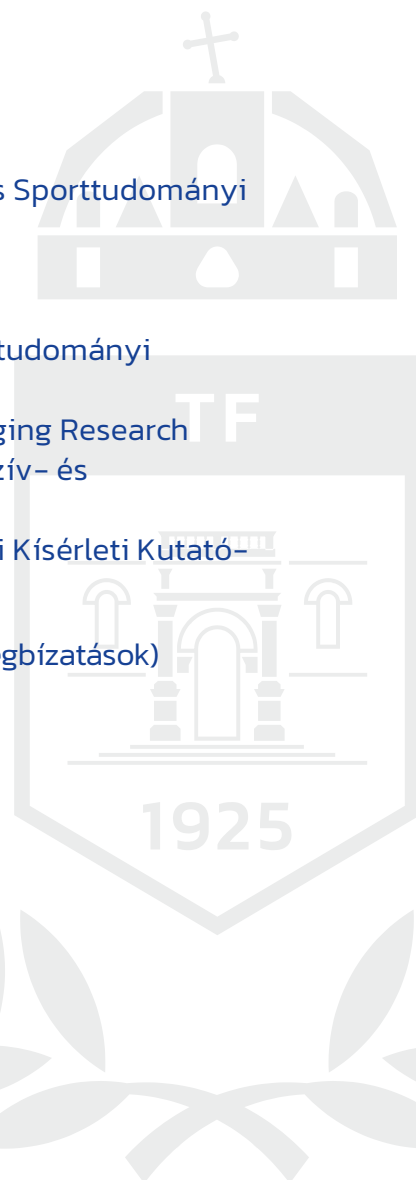 s Sporttudományi
tudományi
TF
ging Research
zív- és
i Kísérleti Kutató-
gbízatások)
1925